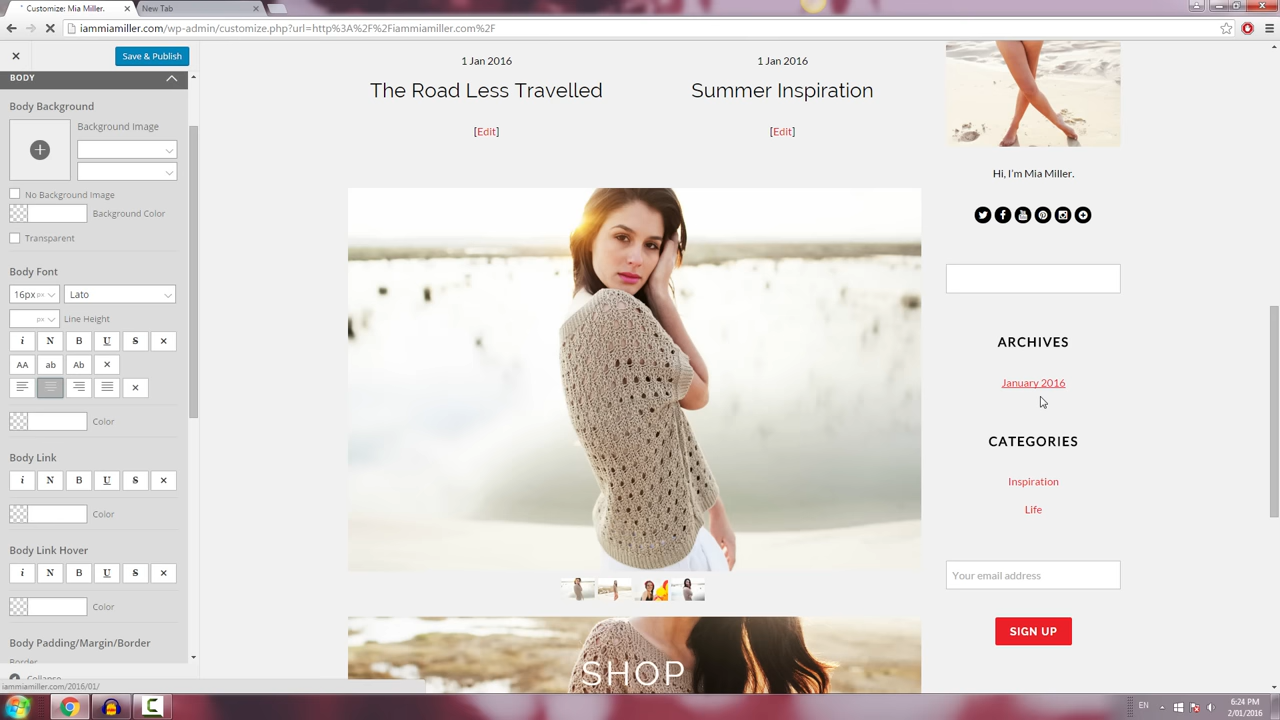 Customize: Mia Miller.
New Tab
iammiamiller.com/wp-admin/customize.php?url=http%3A%2F%2Fiammiamiller.com%2F
Save & Publish
BODY
Body Background
Background Image
No Background Image
Background Color
Transparent
Body Font
16px px Lato
px Line Height
i N B U S ×
AA ab Ab ×
×
Color
Body Link
i N B U S ×
Color
Body Link Hover
i N B U S ×
Color
Body Padding/Margin/Border
Border
Collapse
iammiamiller.com/2016/01/
1 Jan 2016
The Road Less Travelled
[Edit]
1 Jan 2016
Summer Inspiration
[Edit]
SHOP
Hi, I'm Mia Miller.
ARCHIVES
January 2016
CATEGORIES
Inspiration
Life
Your email address
SIGN UP
EN
6:24 PM
2/01/2016